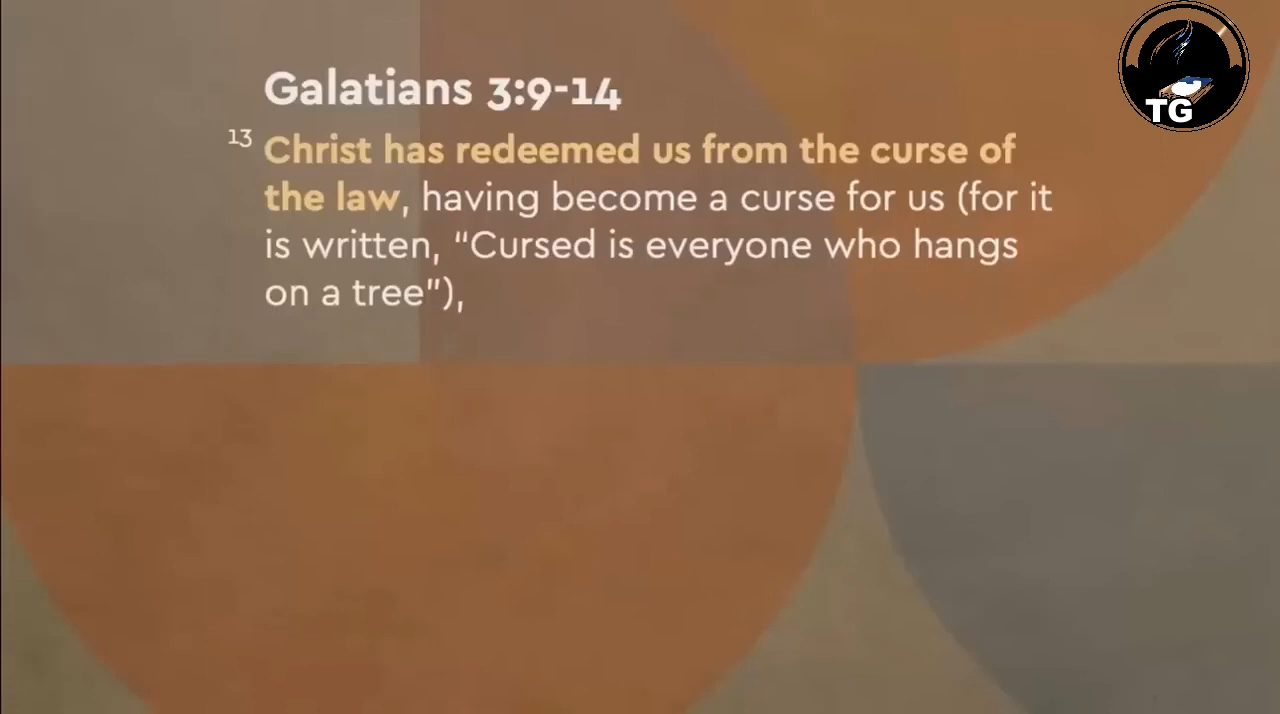 Galatians 3:9-14
13 Christ has redeemed us from the curse of
the law, having become a curse for us (for it
is written, “Cursed is everyone who hangs
on a tree”),
TG